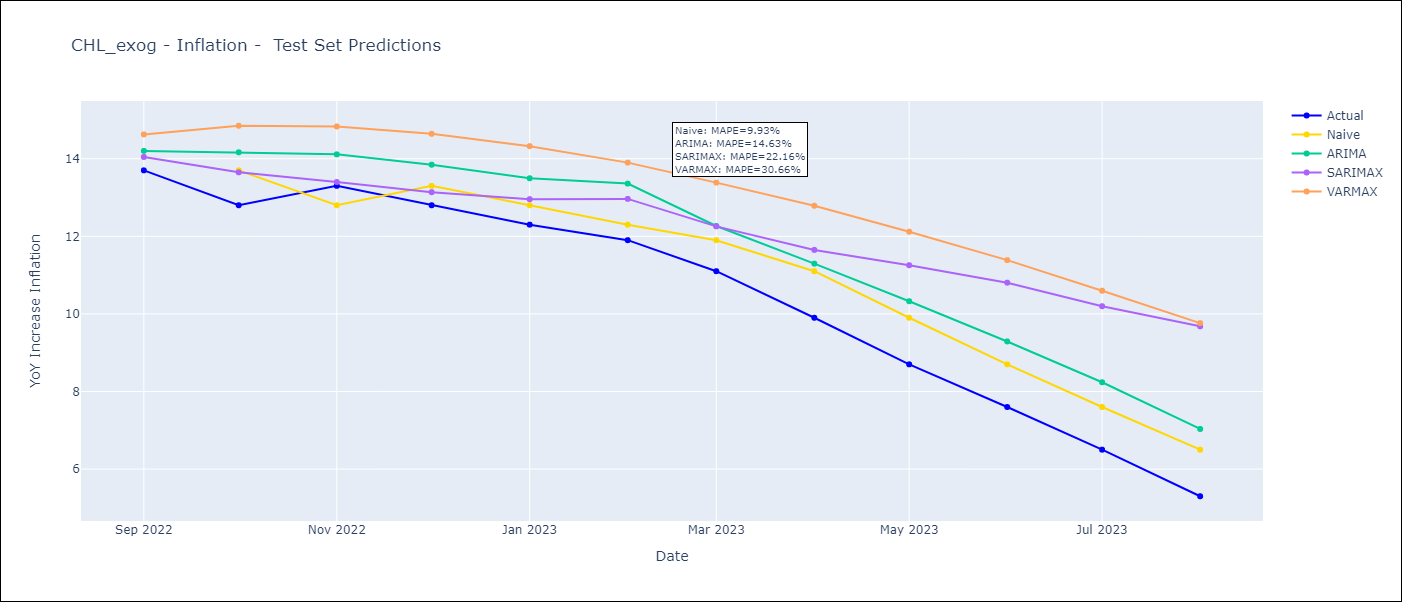 CHL_exog - Inflation -  Test Set Predictions
Actual
Naive
ARIMA
SARIMAX
VARMAX
Naive: MAPE=9.93%
ARIMA: MAPE=14.63%
SARIMAX: MAPE=22.16%
VARMAX: MAPE=30.66%
YoY Increase Inflation
14
12
10
8
6
Sep 2022
Nov 2022
Jan 2023
Mar 2023
May 2023
Jul 2023
Date